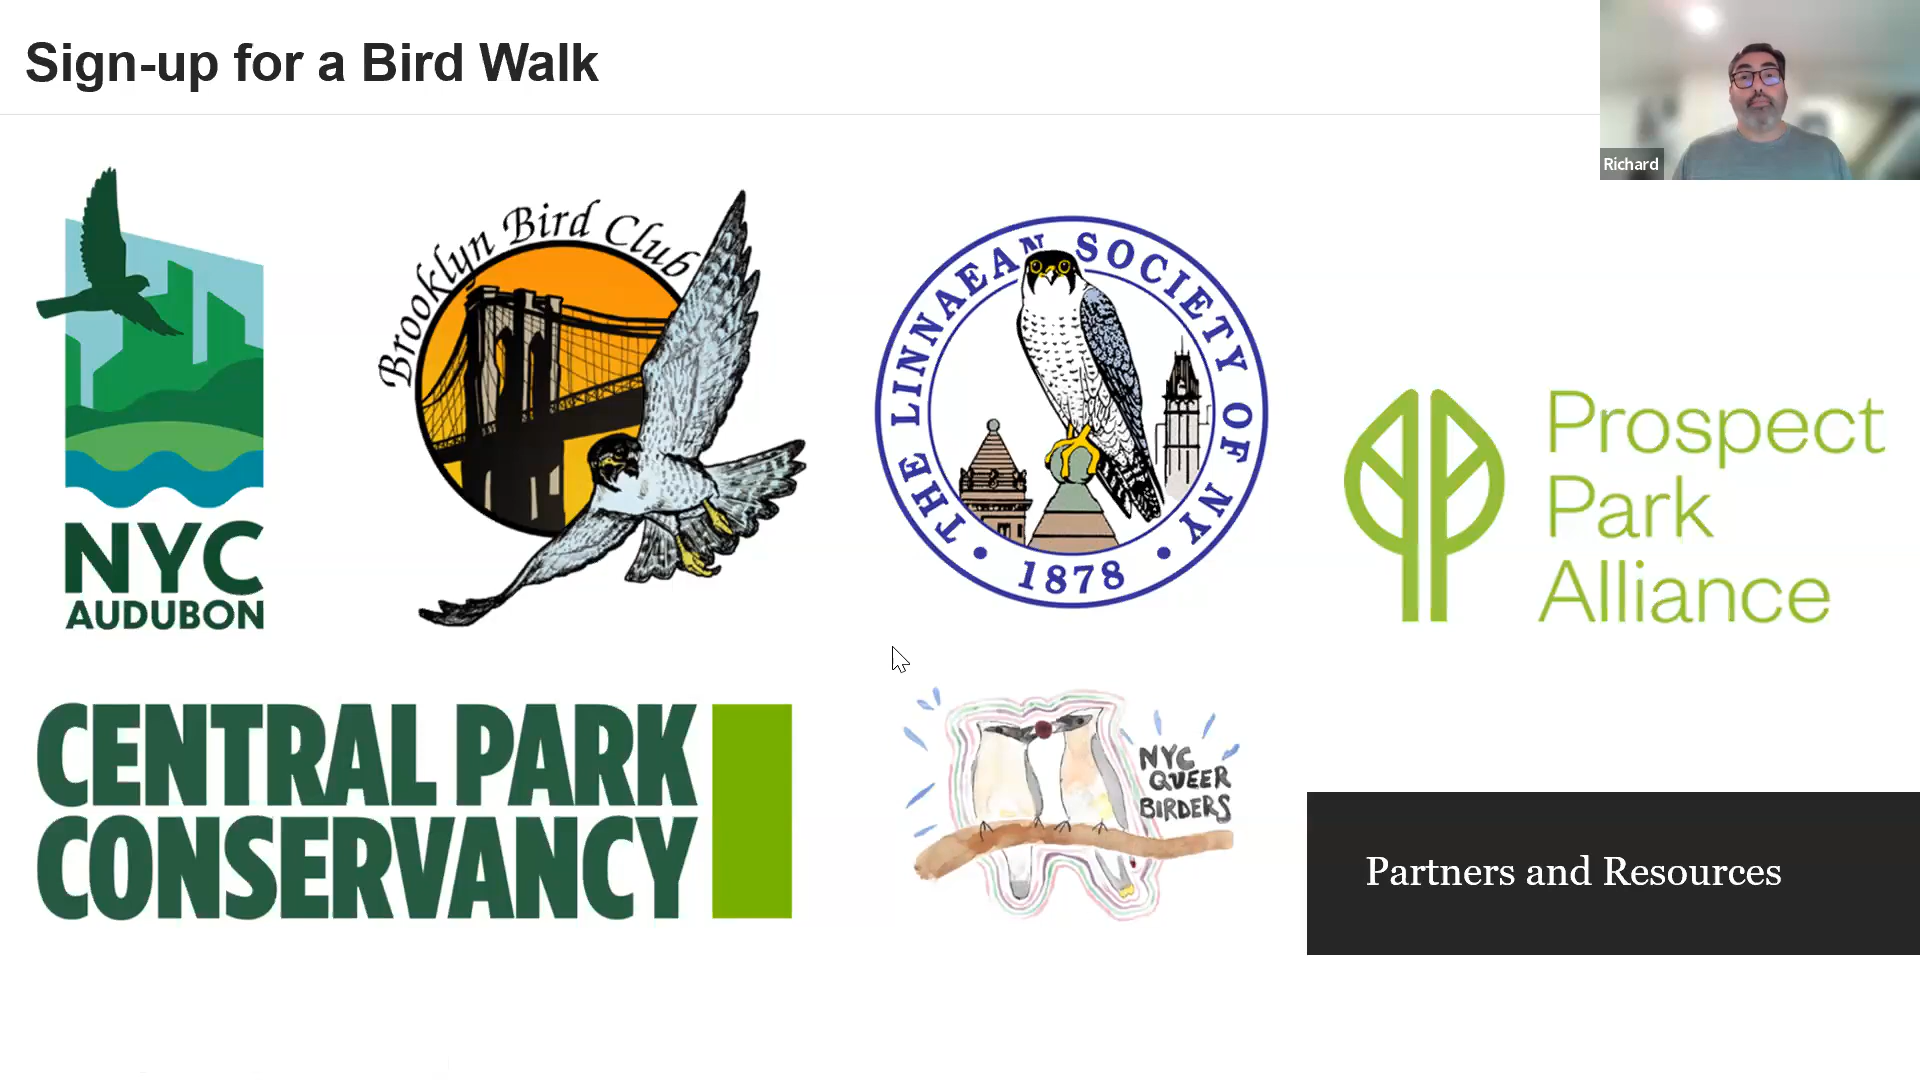 Sign-up for a Bird Walk
Richard
NYC
AUDUBON
Brooklyn Bird Club
THE LINNAEAN SOCIETY OF NY
1878
Prospect
Park
Alliance
CENTRAL PARK
CONSERVANCY
NYC
QUEER
BIRDERS
Partners and Resources